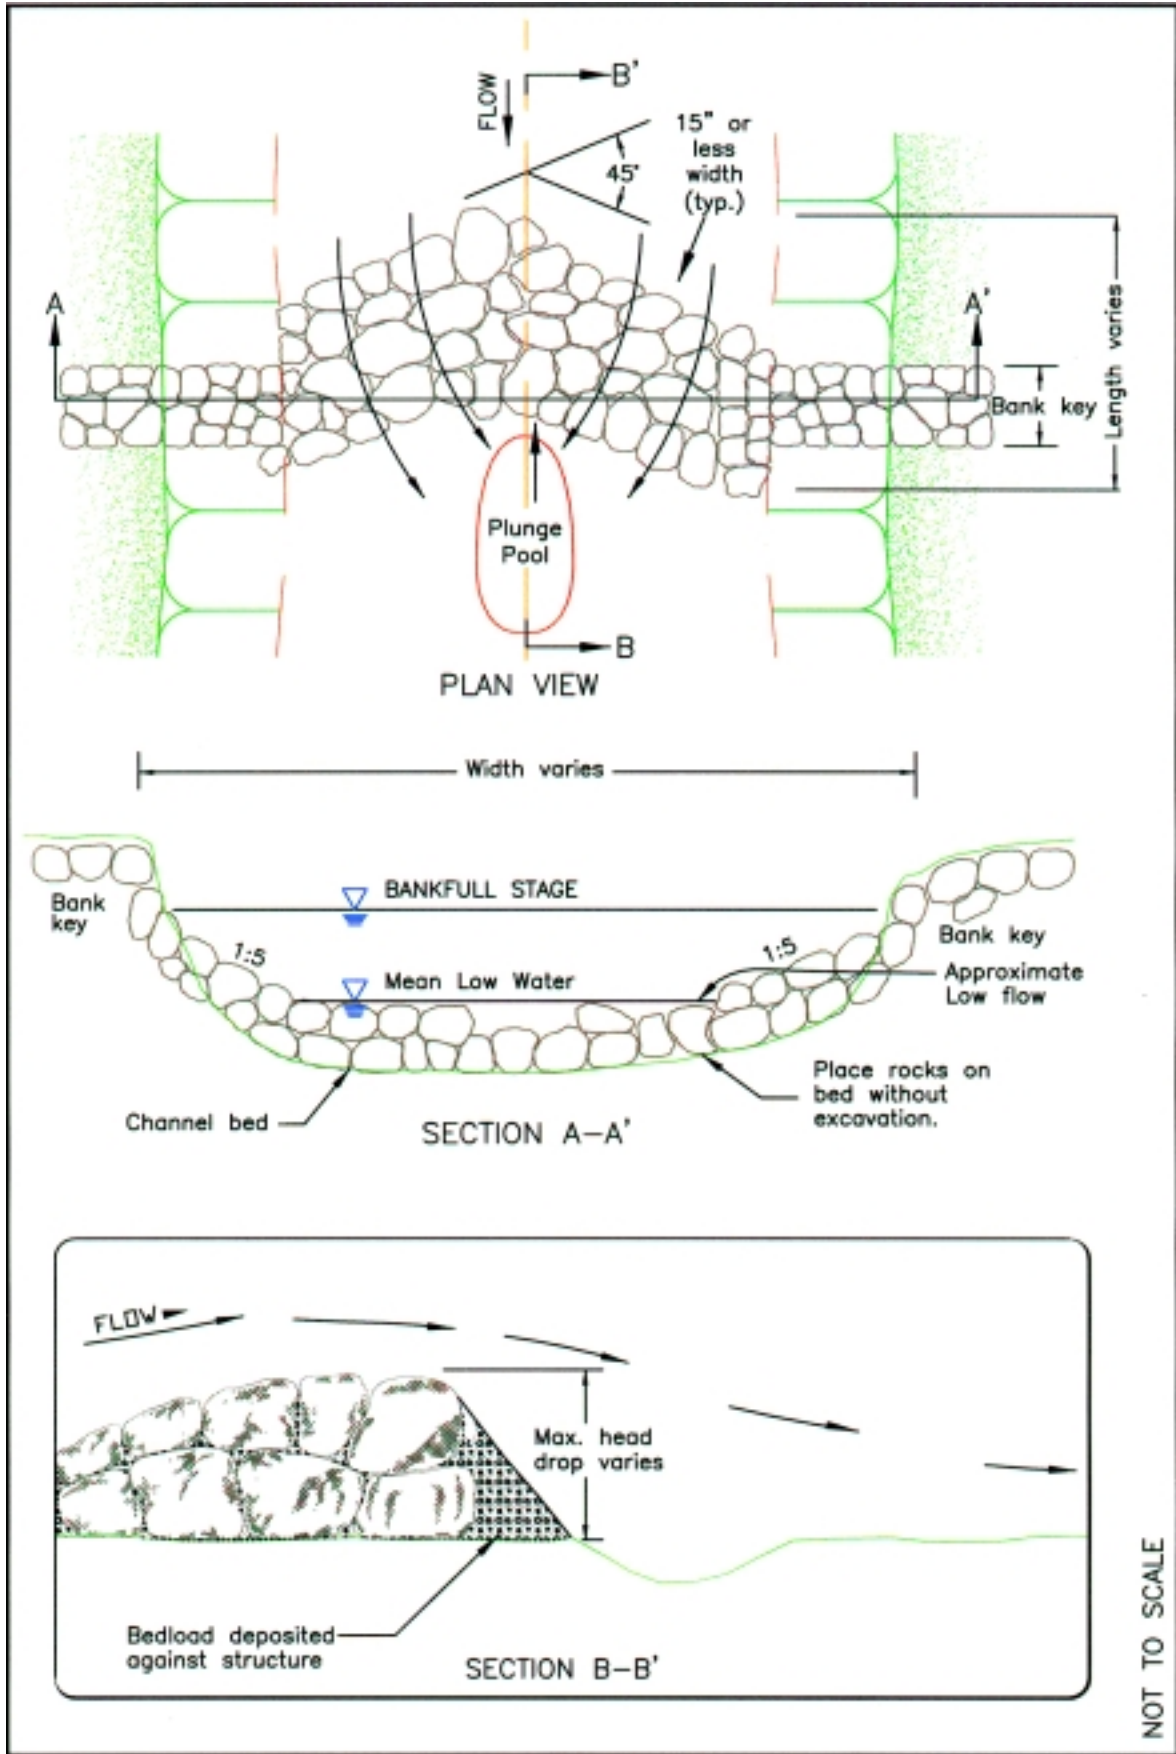 B'
FLOW
15" or
less
width
(typ.)
45°
A
A'
Length varies
Bank key
Plunge
Pool
B
PLAN VIEW
Width varies
BANKFULL STAGE
Bank
key
Bank key
1:5
1:5
Mean Low Water
Approximate
Low flow
Place rocks on
bed without
excavation.
Channel bed
SECTION A-A'
FLOW
Max. head
drop varies
Bedload deposited
against structure
SECTION B-B'
NOT TO SCALE